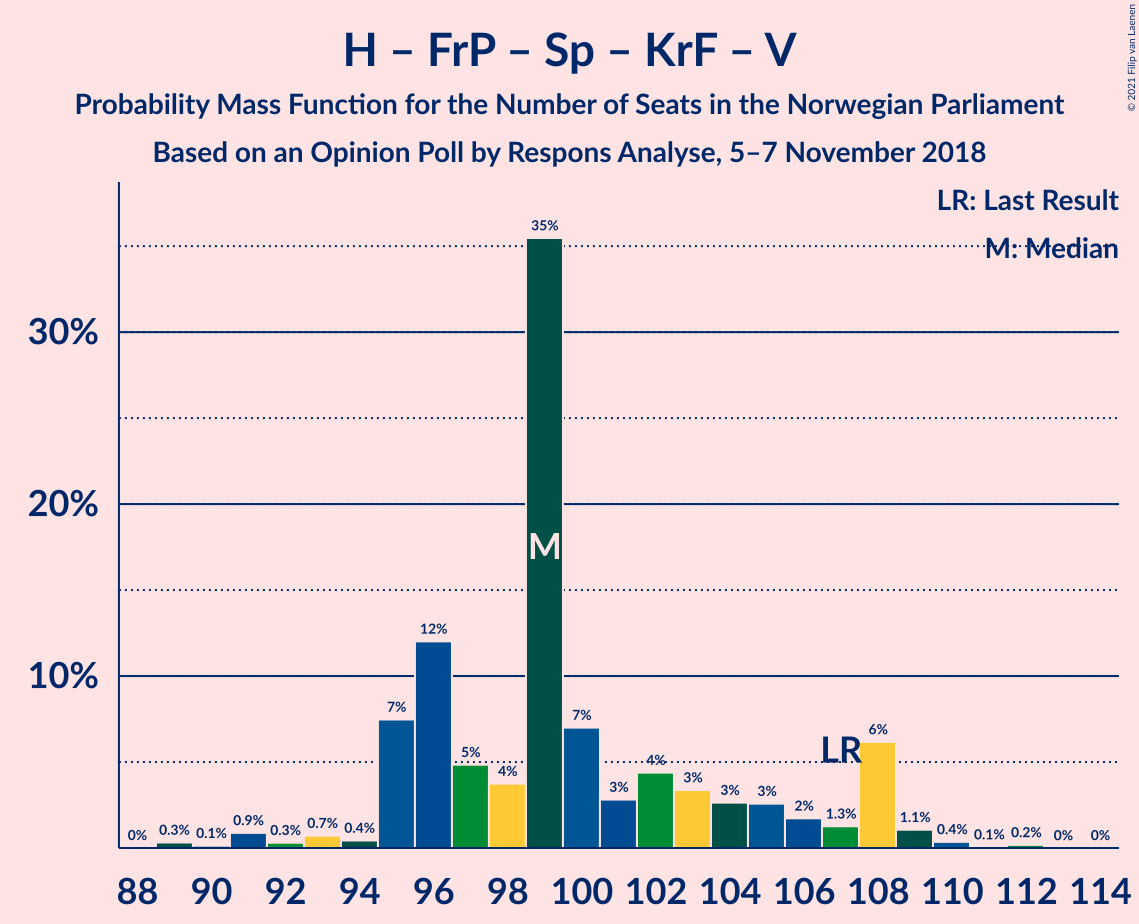 H – FrP – Sp – KrF – V
Probability Mass Function for the Number of Seats in the Norwegian Parliament
Based on an Opinion Poll by Respons Analyse, 5–7 November 2018
© 2021 Filip van Laenen
LR: Last Result
M: Median
30%
20%
10%
0% 0.3% 0.1% 0.9% 0.3% 0.7% 0.4% 7% 12% 5% 4% 35% 7% 3% 4% 3% 3% 3% 2% 1.3% 6% 1.1% 0.4% 0.1% 0.2% 0% 0%
M
LR
88 90 92 94 96 98 100 102 104 106 108 110 112 114